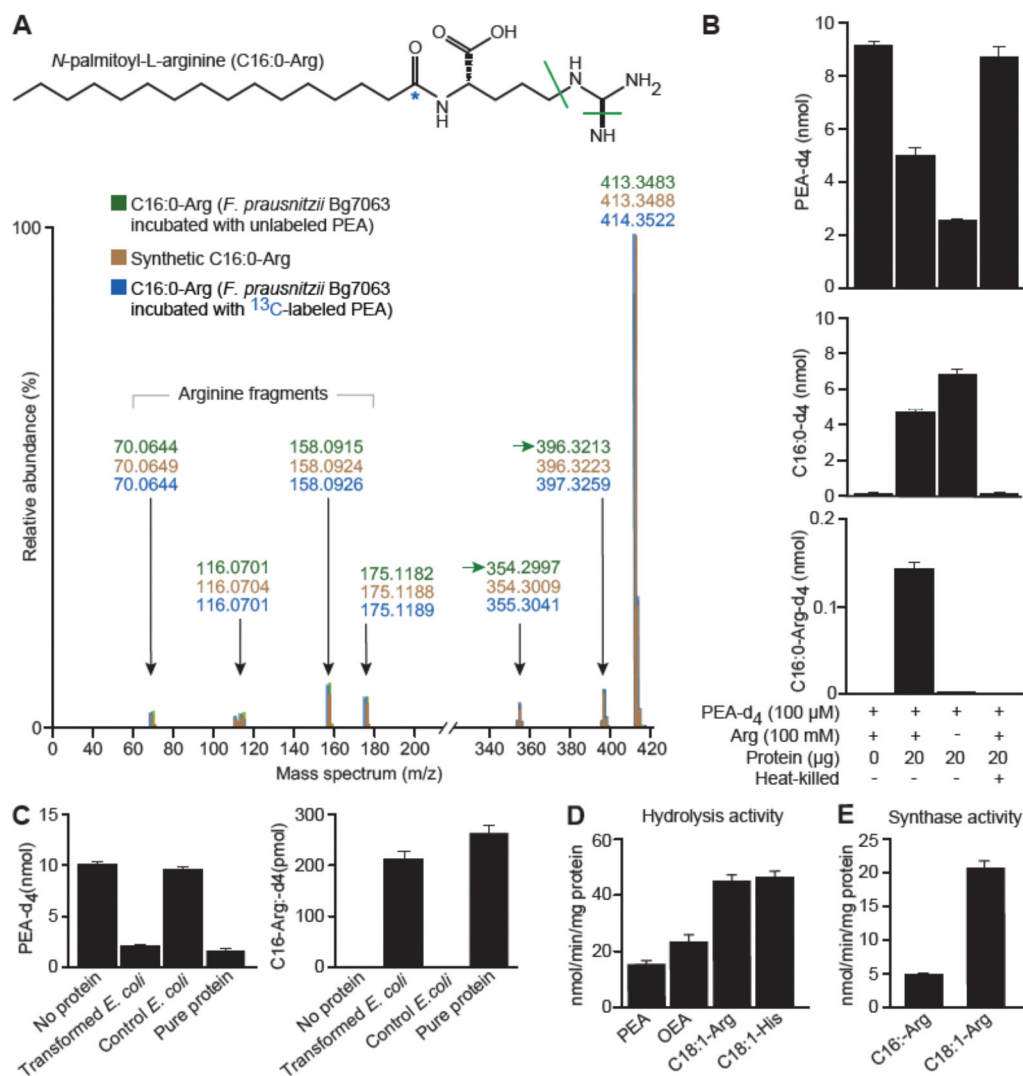 A
N-palmitoyl-L-arginine (C16:0-Arg)
O
O
OH
N
H
*
H
N
NH2
NH
C16:0-Arg (F. prausnitzii Bg7063
incubated with unlabeled PEA)
Synthetic C16:0-Arg
C16:0-Arg (F. prausnitzii Bg7063
incubated with 13C-labeled PEA)
413.3483
413.3488
414.3522
100
Relative abundance (%)
0
Arginine fragments
70.0644
70.0649
70.0644
158.0915
158.0924
158.0926
396.3213
396.3223
397.3259
116.0701
116.0704
116.0701
175.1182
175.1188
175.1189
354.2997
354.3009
355.3041
0 20 40 60 80 100 120 140 160 180 200 340 360 380 400 420
Mass spectrum (m/z)
B
PEA-d4 (nmol)
10
8
6
4
2
0
C16:0-d4 (nmol)
10
8
6
4
2
0
C16:0-Arg-d4 (nmol)
0.2
0.1
0
PEA-d4 (100 µM) + + + +
Arg (100 mM) + + - +
Protein (µg) 0 20 20 20
Heat-killed - - - +
C
PEA-d4(nmol)
15
10
5
0
No protein
Transformed E. coli
Control E. coli
Pure protein
C16-Arg:-d4(pmol)
300
200
100
0
No protein
Transformed E. coli
Control E. coli
Pure protein
D
Hydrolysis activity
nmol/min/mg protein
60
40
20
0
PEA
OEA
C18:1-Arg
C18:1-His
E
Synthase activity
nmol/min/mg protein
25
20
15
10
5
0
C16:-Arg
C18:1-Arg